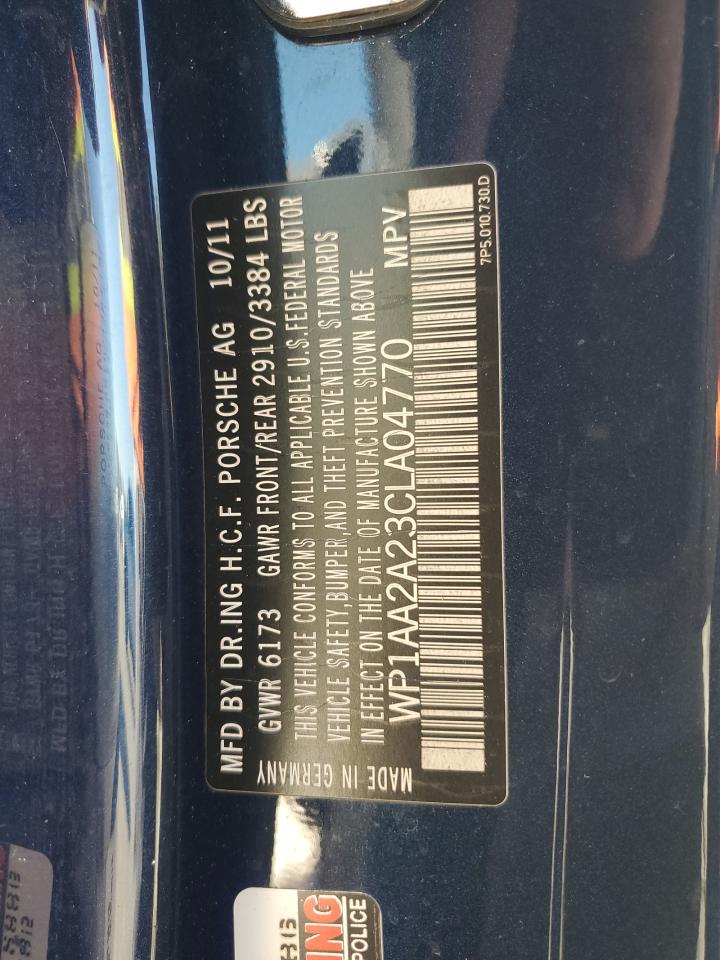 MFD BY DR.ING H.C.F. PORSCHE AG 10/11
GVWR 6173 GAWR FRONT/REAR 2910/3384 LBS
THIS VEHICLE CONFORMS TO ALL APPLICABLE U.S.FEDERAL MOTOR
VEHICLE SAFETY,BUMPER,AND THEFT PREVENTION STANDARDS
IN EFFECT ON THE DATE OF MANUFACTURE SHOWN ABOVE
WP1AA2A23CLA04770 MPV
MADE IN GERMANY
7P5.010.730.D
ING
POLICE